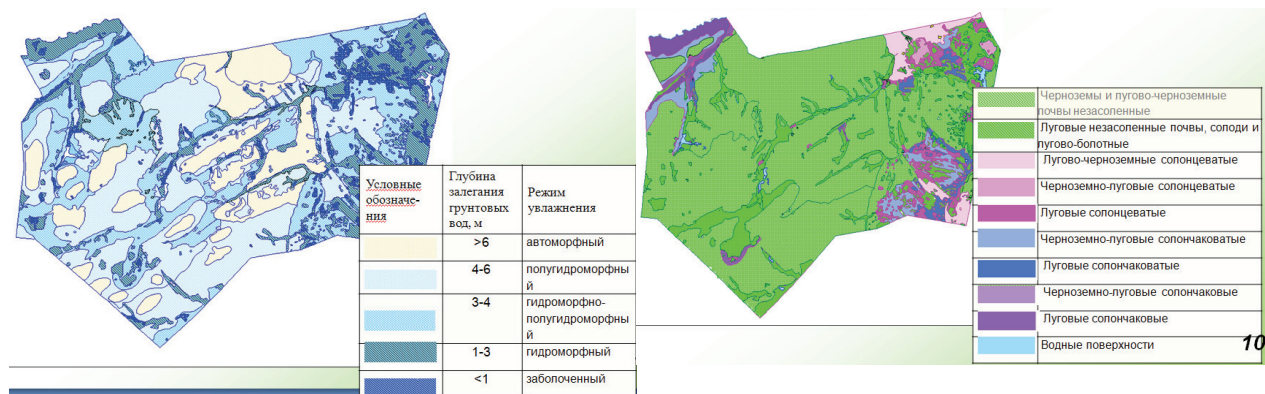 Условные
обозначе-
ния
Глубина
залегания
грунтовых
вод, м
Режим
увлажнения
>6
автоморфный
4-6
полугидроморфны
й
3-4
гидроморфно-
полугидроморфны
й
1-3
гидроморфный
<1
заболоченный
Черноземы и лугово-черноземные
почвы незасоленные
Луговые незасоленные почвы, солоди и
лугово-болотные
Лугово-черноземные солонцеватые
Черноземно-луговые солонцеватые
Луговые солонцеватые
Черноземно-луговые солончаковатые
Луговые солончаковатые
Черноземно-луговые солончаковые
Луговые солончаковые
Водные поверхности
10